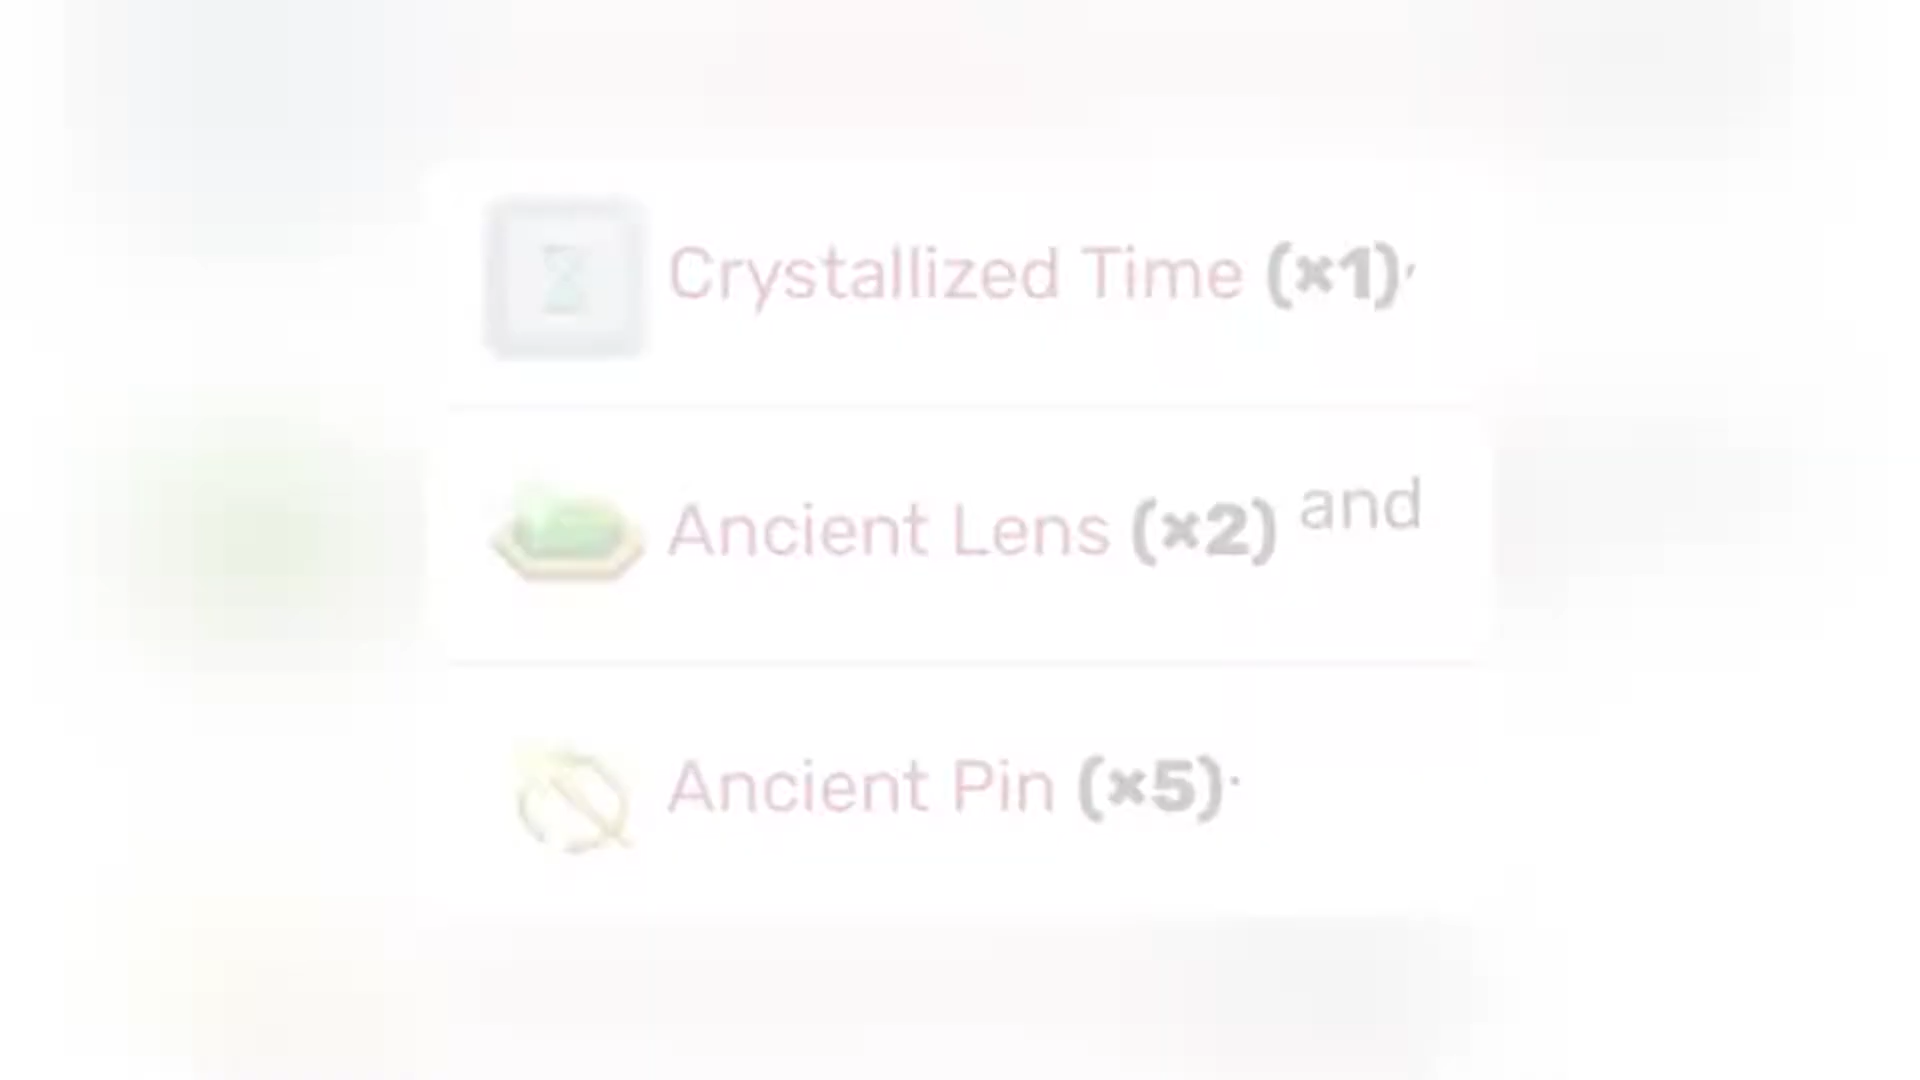 Crystallized Time (×1),
Ancient Lens (×2) and
Ancient Pin (×5).